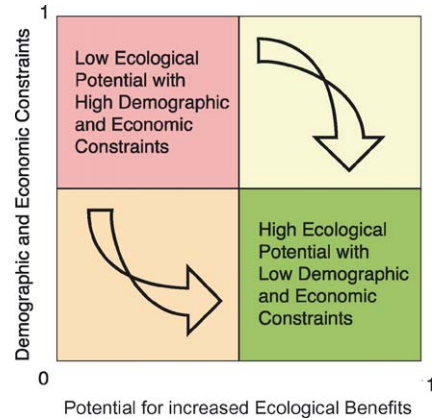 1
Demographic and Economic Constraints
Low Ecological
Potential with
High Demographic
and Economic
Constraints
High Ecological
Potential with
Low Demographic
and Economic
Constraints
0
1
Potential for increased Ecological Benefits